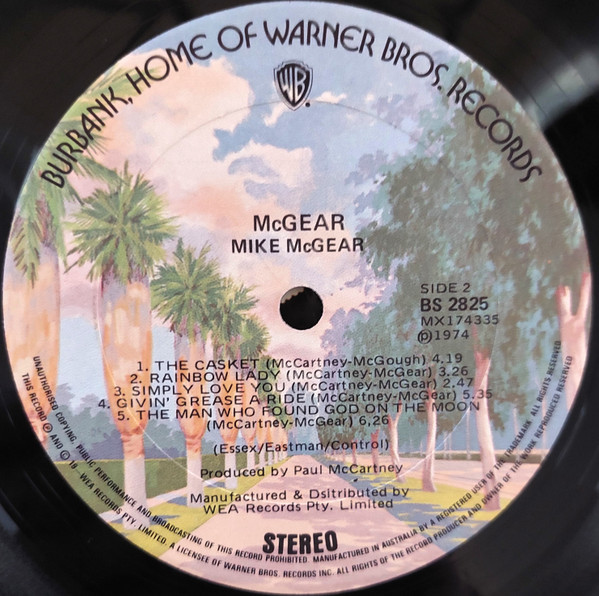 BURBANK, HOME OF WARNER BROS. RECORDS
WB
McGEAR
MIKE McGEAR
SIDE 2
BS 2825
MX174335
Ⓟ1974
1. THE CASKET (McCartney-McGough) 4.19
2. RAINBOW LADY (McCartney-McGear) 3.26
3. SIMPLY LOVE YOU (McCartney-McGear) 2.47
4. GIVIN' GREASE A RIDE (McCartney-McGear) 5.35
5. THE MAN WHO FOUND GOD ON THE MOON
(McCartney-McGear) 6,26
(Essex/Eastman/Control)
Produced by Paul McCartney
Manufactured & Dsitributed by
WEA Records Pty. Limited
STEREO
UNAUTHORISED COPYING, PUBLIC PERFORMANCE AND BROADCASTING OF THIS RECORD PROHIBITED. MANUFACTURED IN AUSTRALIA BY A REGISTERED USER OF THE TRADEMARK. ALL RIGHTS RESERVED
THIS RECORD Ⓟ AND © 19 - WEA RECORDS PTY. LIMITED. A LICENSEE OF WARNER BROS. RECORDS INC. ALL RIGHTS OF THE RECORD PRODUCER AND OWNER OF THE WORK RESERVED